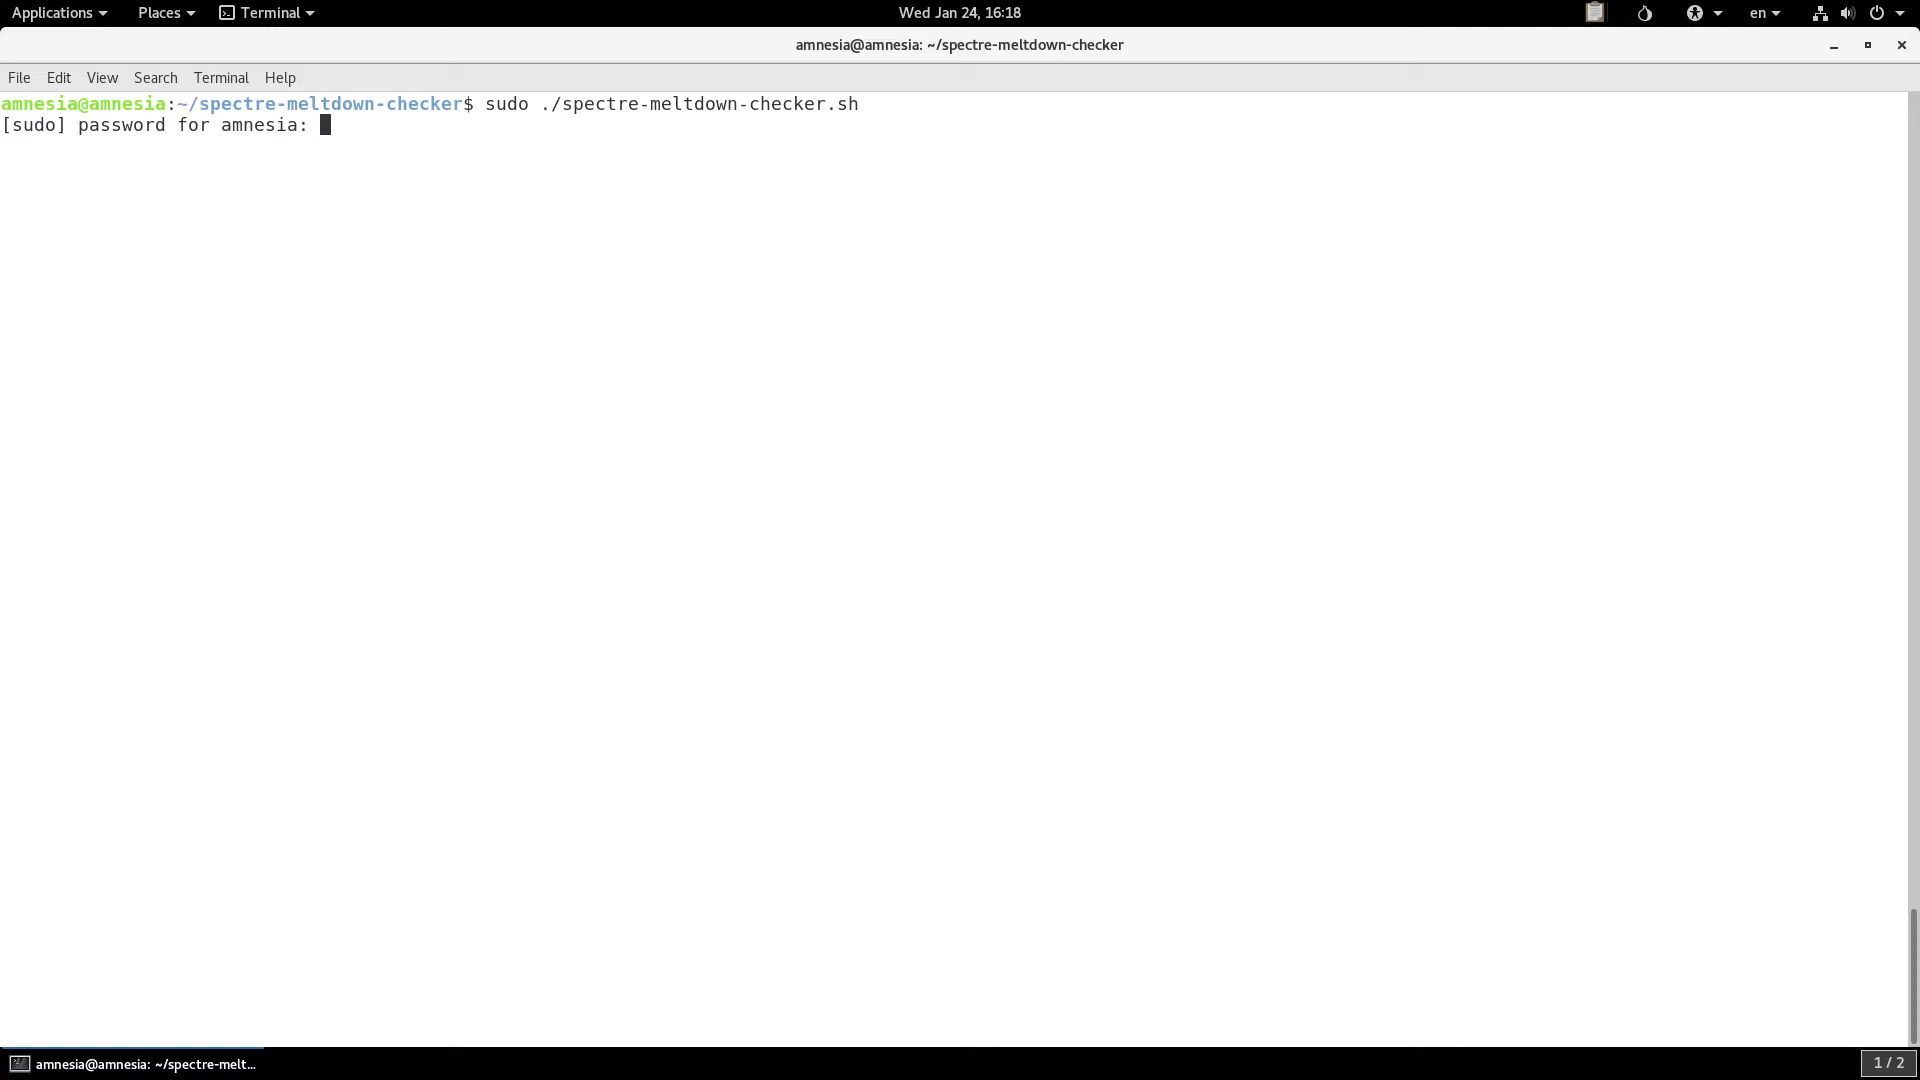 Applications Places Terminal Wed Jan 24, 16:18 en
amnesia@amnesia: ~/spectre-meltdown-checker
File Edit View Search Terminal Help
amnesia@amnesia:~/spectre-meltdown-checker$ sudo ./spectre-meltdown-checker.sh
[sudo] password for amnesia:
amnesia@amnesia: ~/spectre-melt... 1 / 2